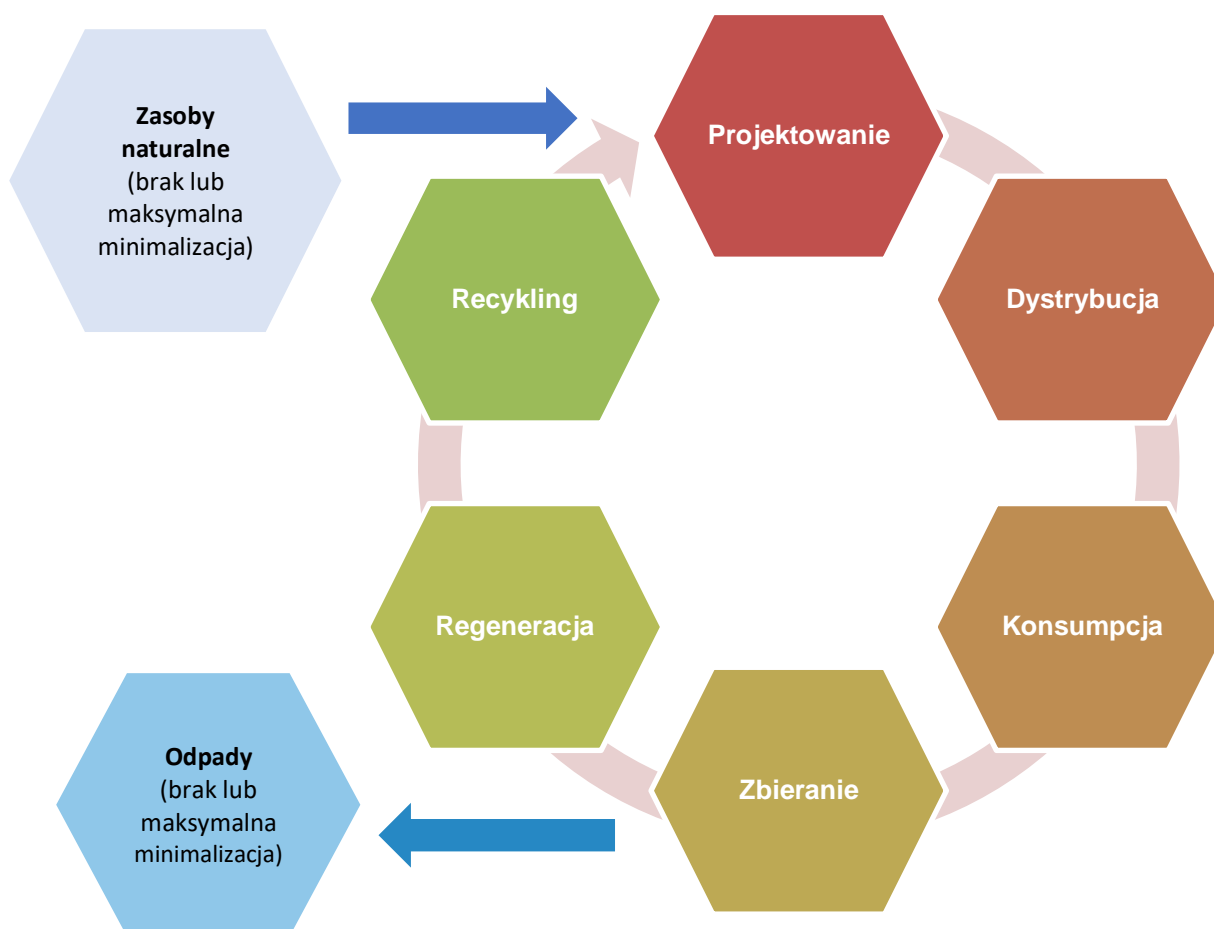 Zasoby
naturalne
(brak lub
maksymalna
minimalizacja)
Projektowanie
Recykling
Dystrybucja
Regeneracja
Konsumpcja
Zbieranie
Odpady
(brak lub
maksymalna
minimalizacja)